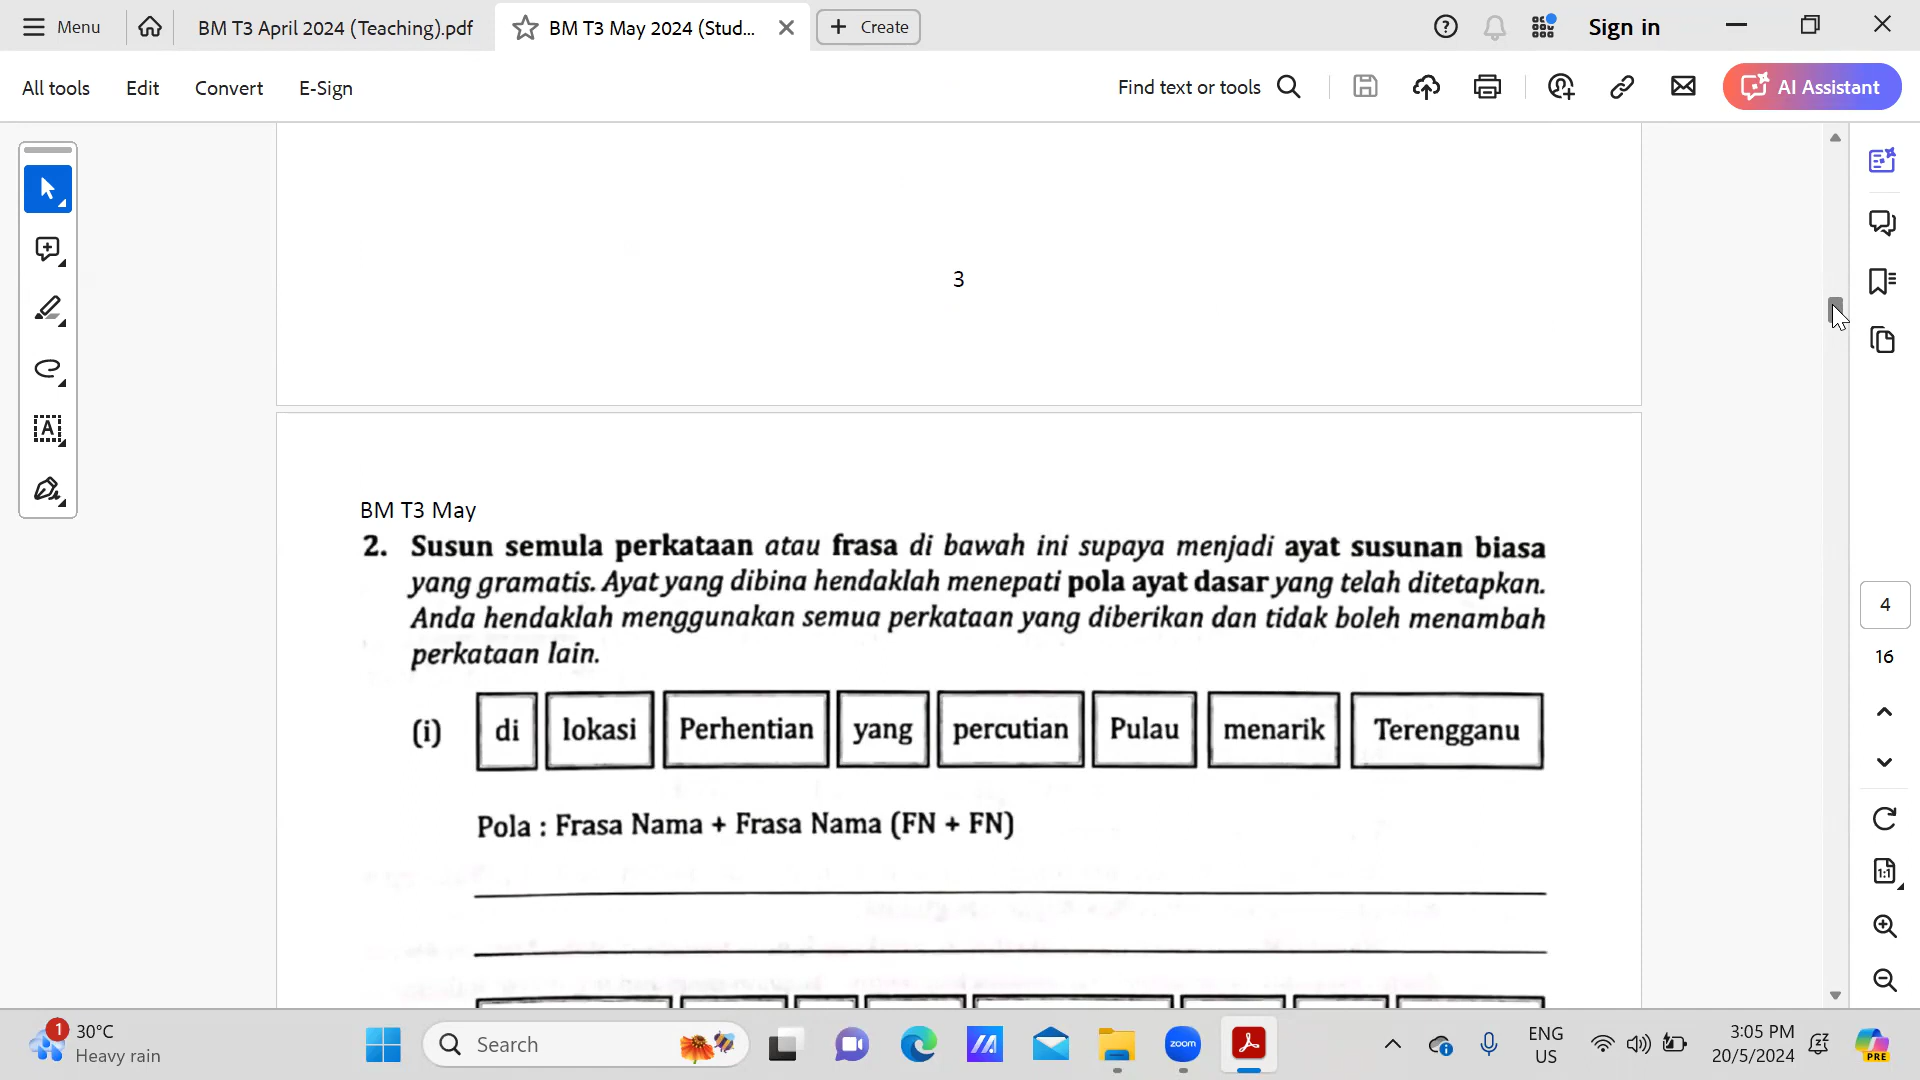 Menu
BM T3 April 2024 (Teaching).pdf
BM T3 May 2024 (Stud...
Create
Sign in
All tools
Edit
Convert
E-Sign
Find text or tools
AI Assistant
3
BM T3 May
2. Susun semula perkataan atau frasa di bawah ini supaya menjadi ayat susunan biasa
yang gramatis. Ayat yang dibina hendaklah menepati pola ayat dasar yang telah ditetapkan.
Anda hendaklah menggunakan semua perkataan yang diberikan dan tidak boleh menambah
perkataan lain.
(i) di lokasi Perhentian yang percutian Pulau menarik Terengganu
Pola : Frasa Nama + Frasa Nama (FN + FN)
4
16
1:1
1
30°C
Heavy rain
Search
zoom
ENG
US
3:05 PM
20/5/2024
PRE